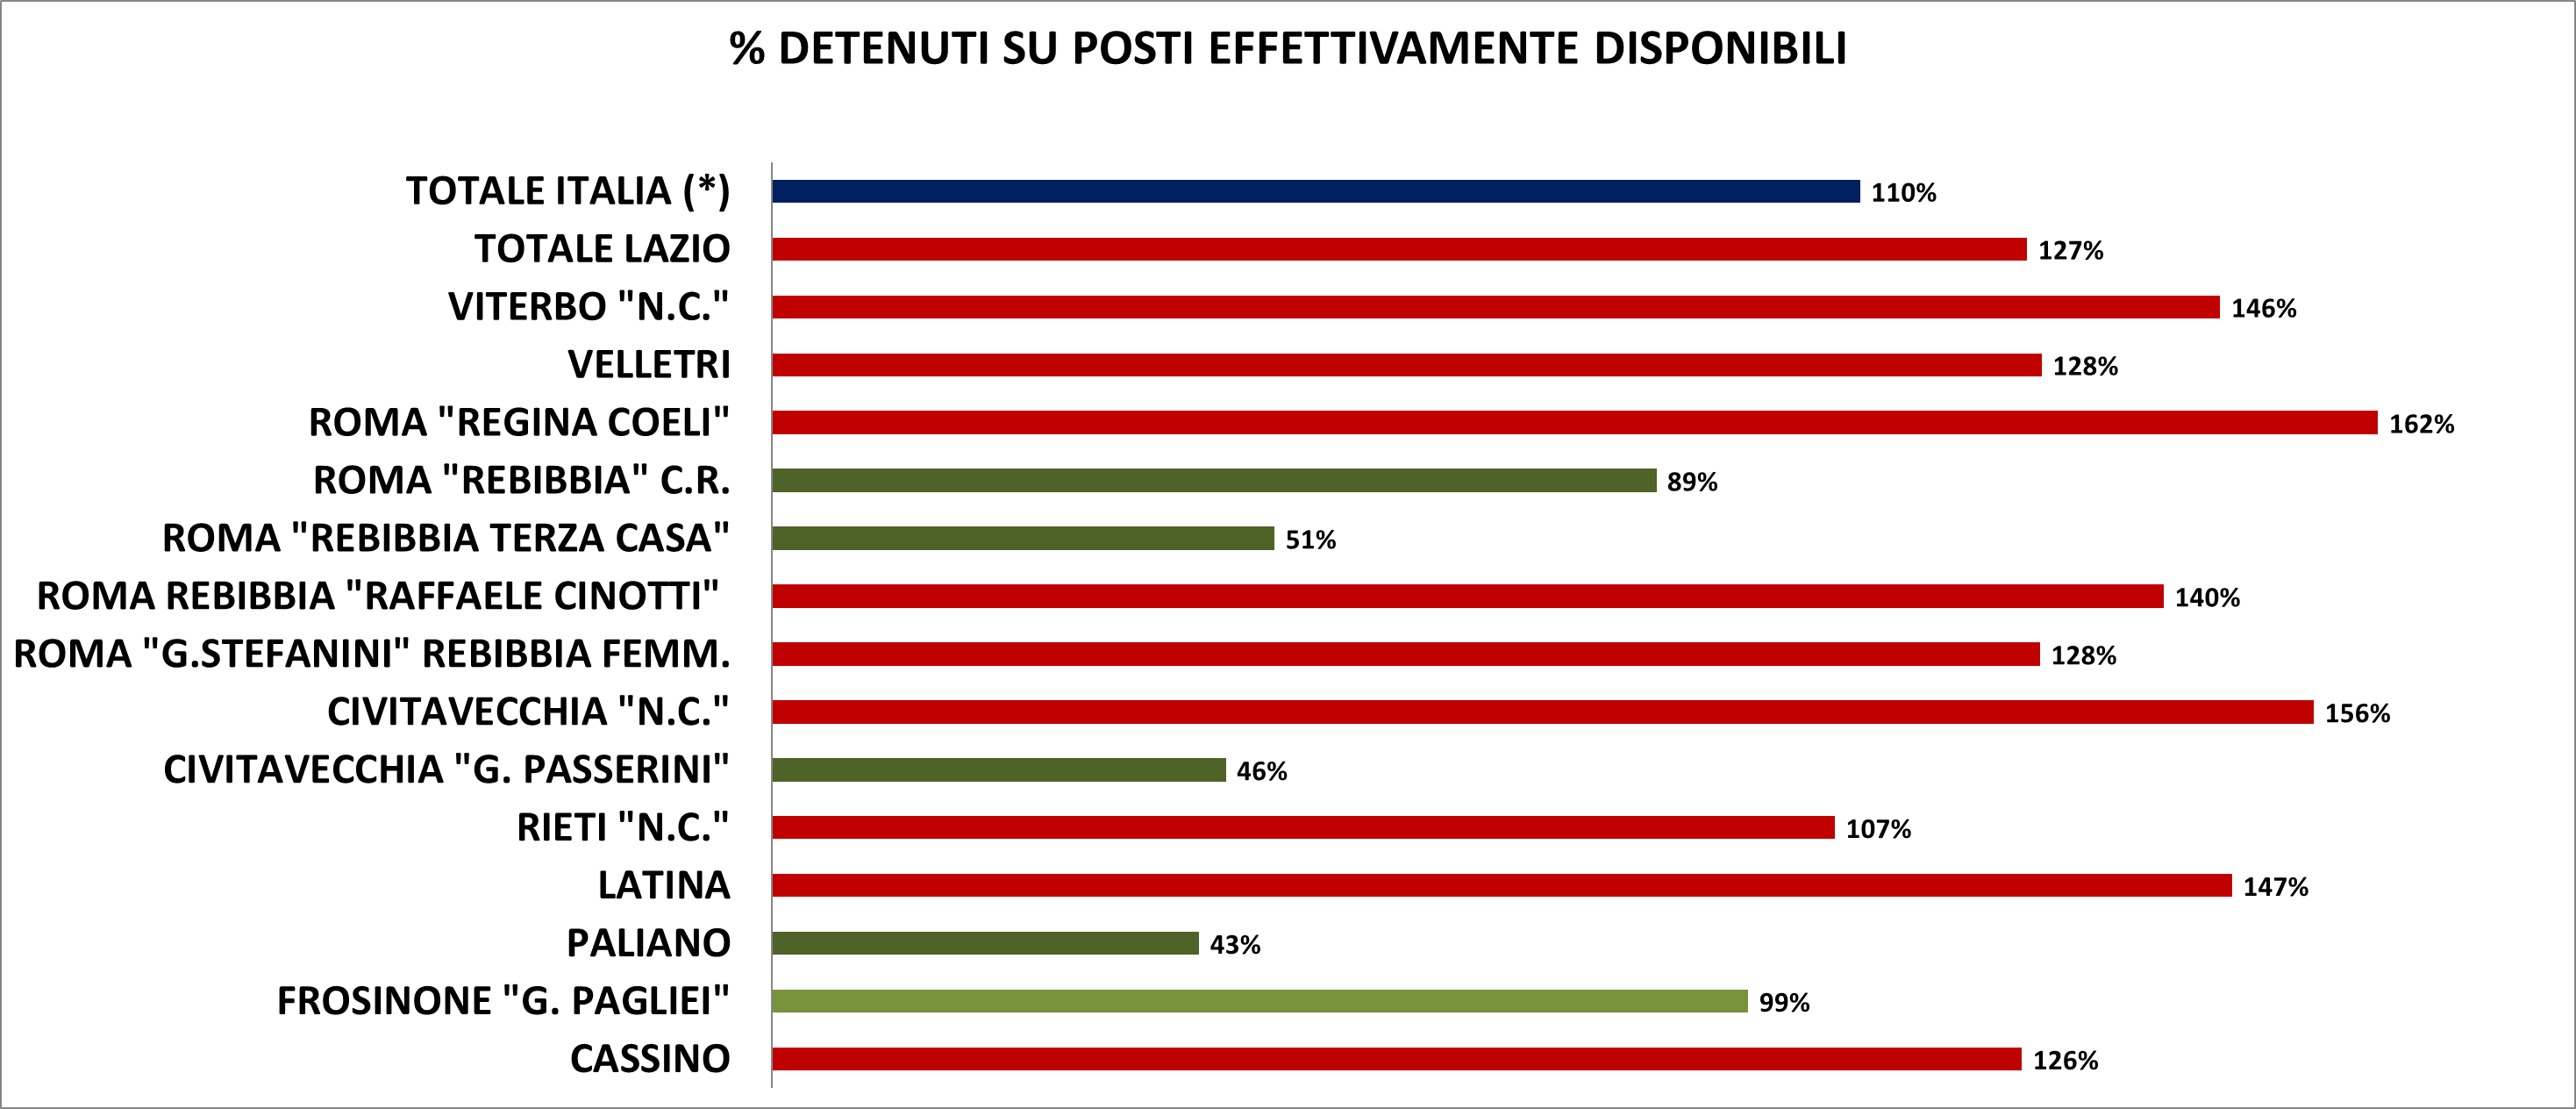 % DETENUTI SU POSTI EFFETTIVAMENTE DISPONIBILI
TOTALE ITALIA (*) 110%
TOTALE LAZIO 127%
VITERBO "N.C." 146%
VELLETRI 128%
ROMA "REGINA COELI" 162%
ROMA "REBIBBIA" C.R. 89%
ROMA "REBIBBIA TERZA CASA" 51%
ROMA REBIBBIA "RAFFAELE CINOTTI" 140%
ROMA "G.STEFANINI" REBIBBIA FEMM. 128%
CIVITAVECCHIA "N.C." 156%
CIVITAVECCHIA "G. PASSERINI" 46%
RIETI "N.C." 107%
LATINA 147%
PALIANO 43%
FROSINONE "G. PAGLIEI" 99%
CASSINO 126%